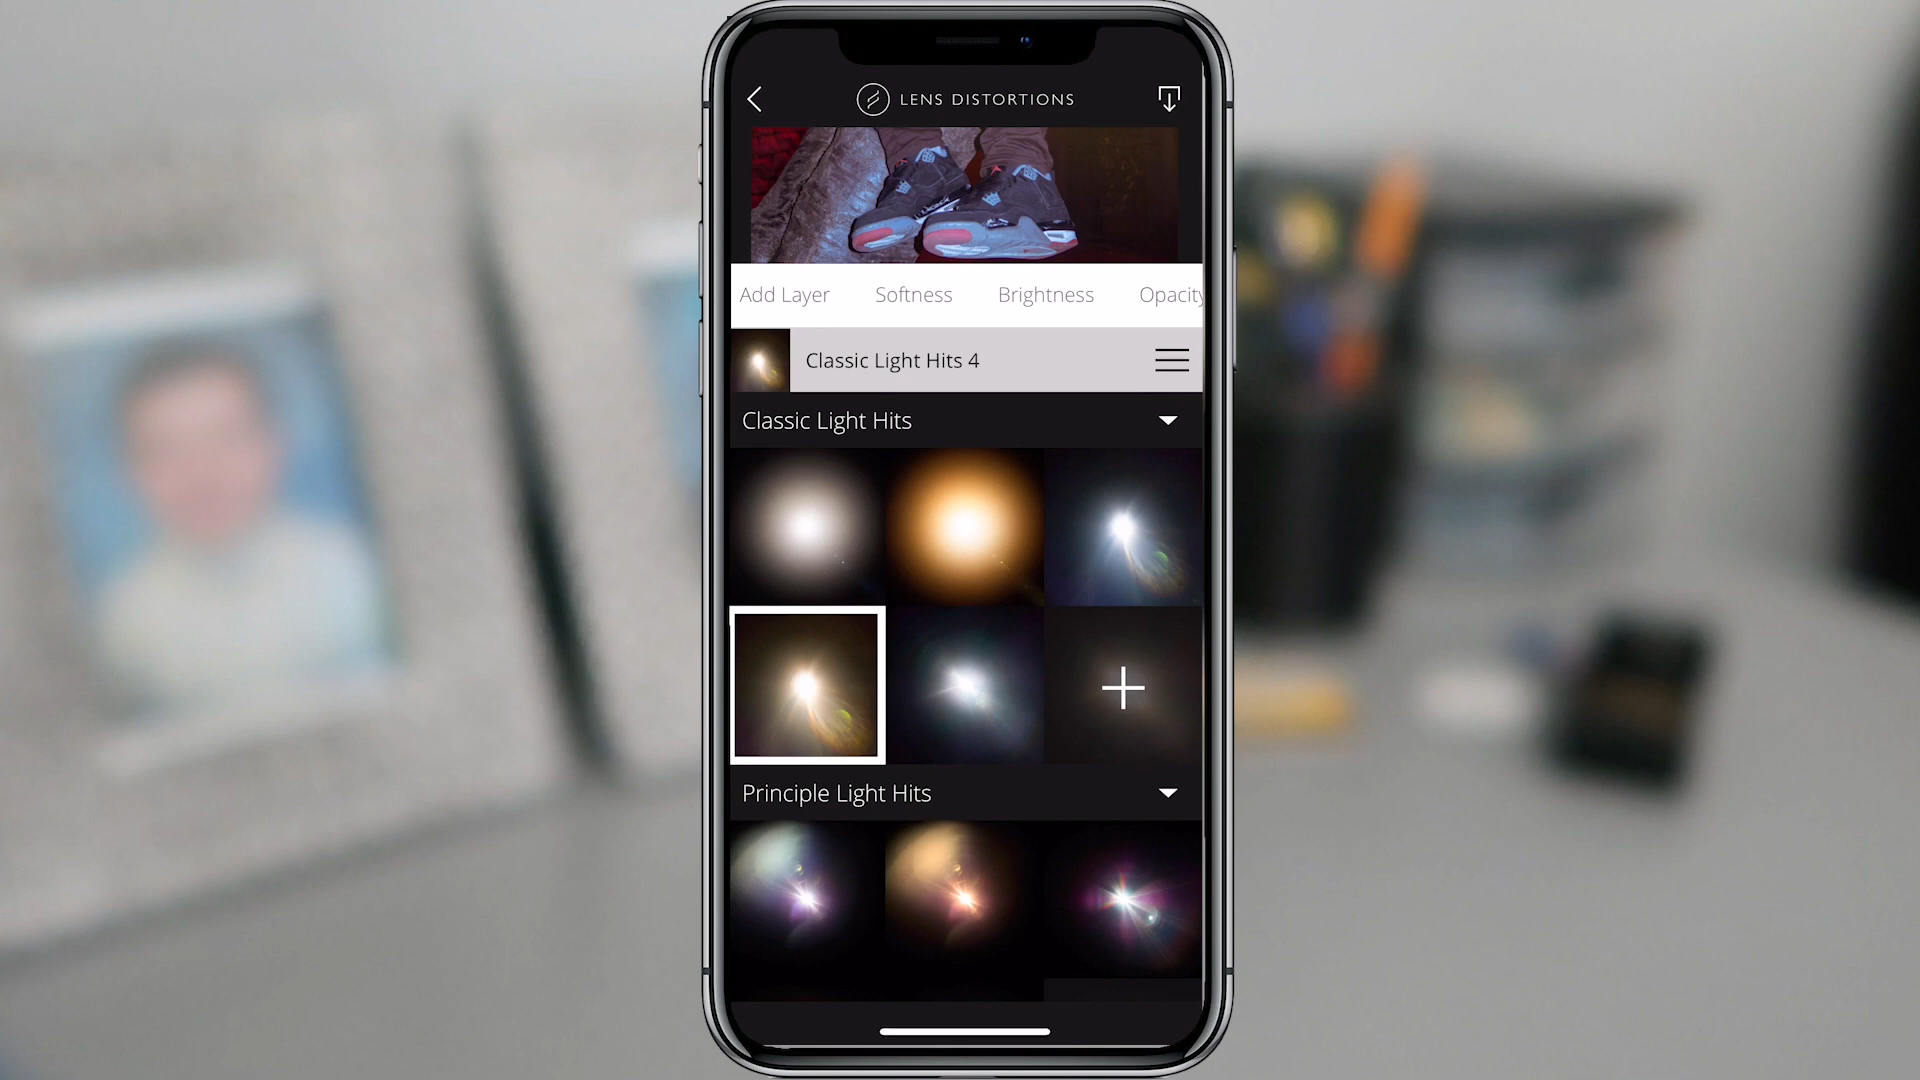 LENS DISTORTIONS
Add Layer Softness Brightness Opacity
Classic Light Hits 4
Classic Light Hits
Principle Light Hits